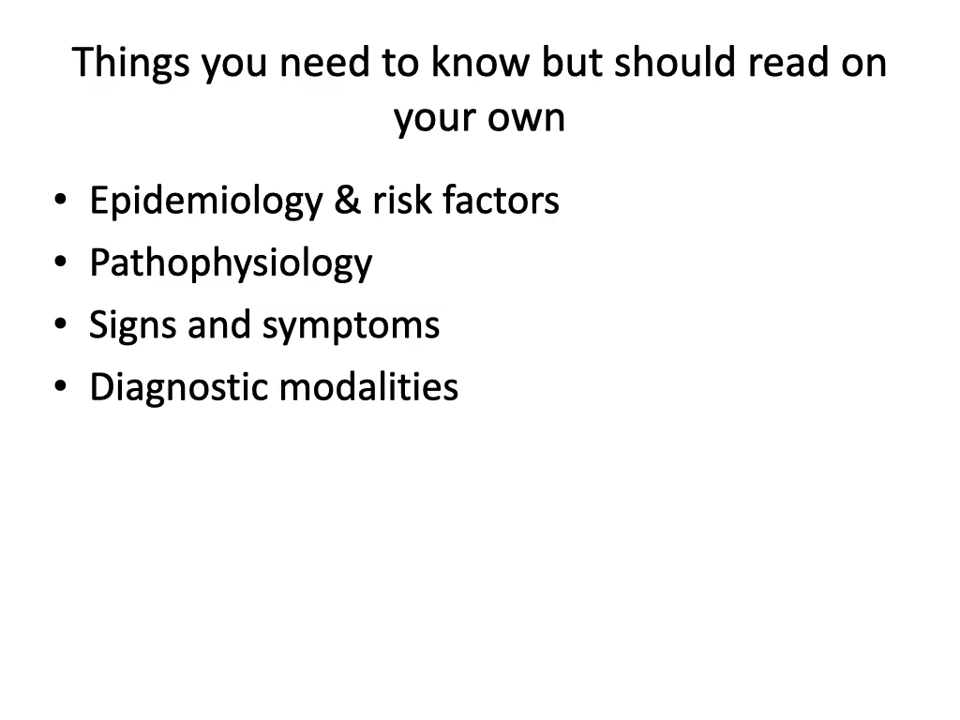 Things you need to know but should read on
your own
• Epidemiology & risk factors
• Pathophysiology
• Signs and symptoms
• Diagnostic modalities